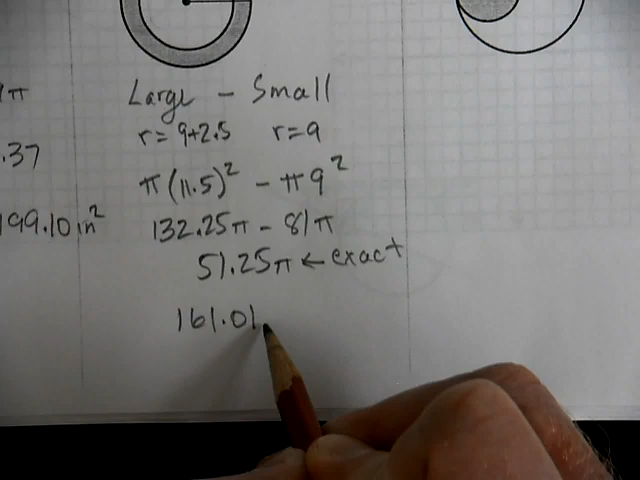 π
.37
199.10 in²
Large - Small
r=9+2.5 r=9
π(11.5)² - π9²
132.25π - 81π
51.25π ← exact
161.01